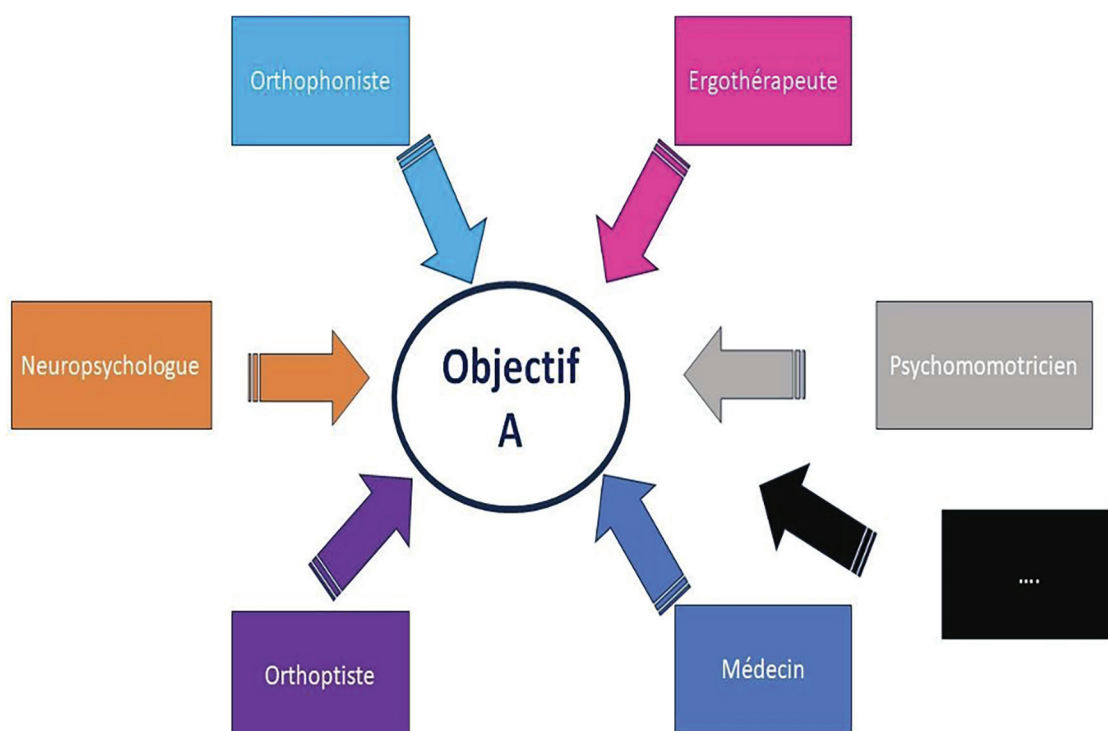 Orthophoniste
Ergothérapeute
Neuropsychologue
Objectif
A
Psychomomotricien
....
Orthoptiste
Médecin